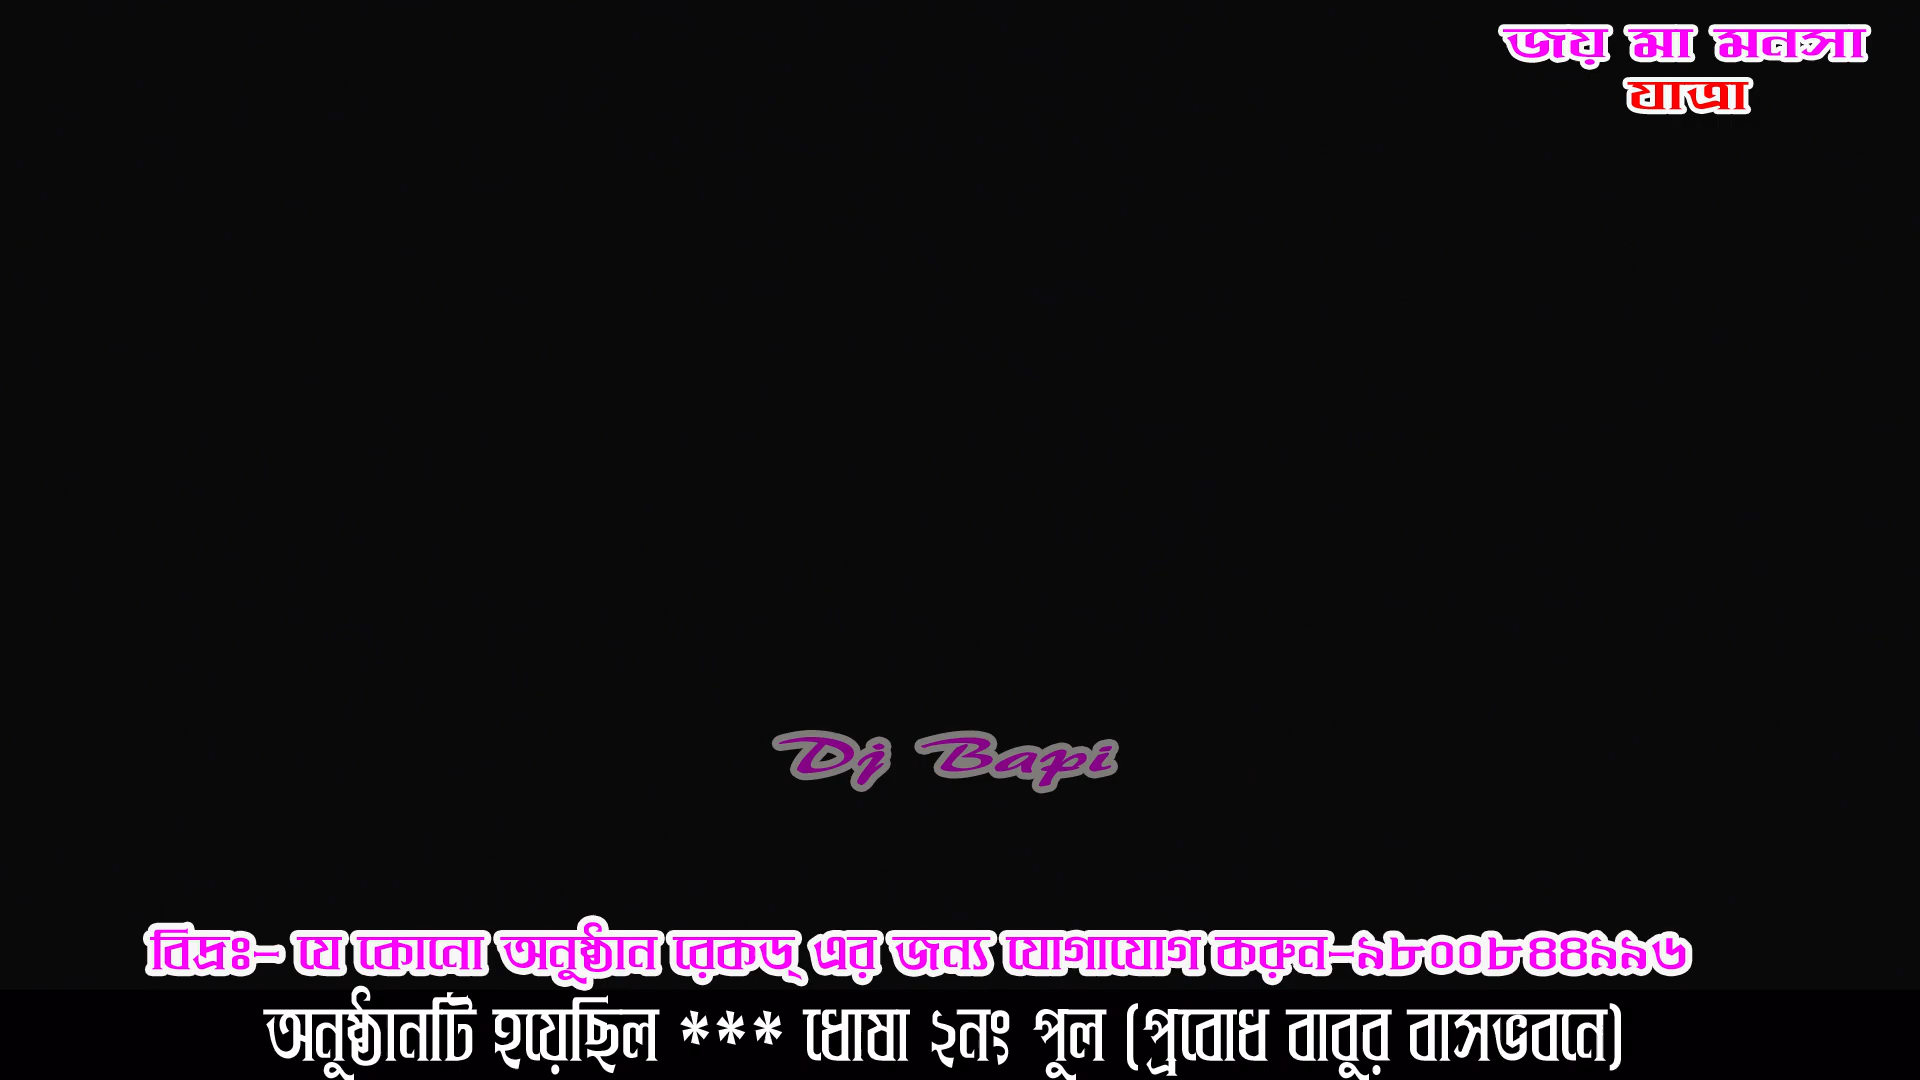 জয় মা মনসা
যাত্রা
Dj Bapi
বিদ্রঃ- যে কোনো অনুষ্ঠান রেকড্ এর জন্য যোগাযোগ করুন-৯৮০০৮৪৪৯৯৬
অনুষ্ঠানটি হয়েছিল *** ধোষা ২নং পুল (প্রবোধ বাবুর বাসভবনে)